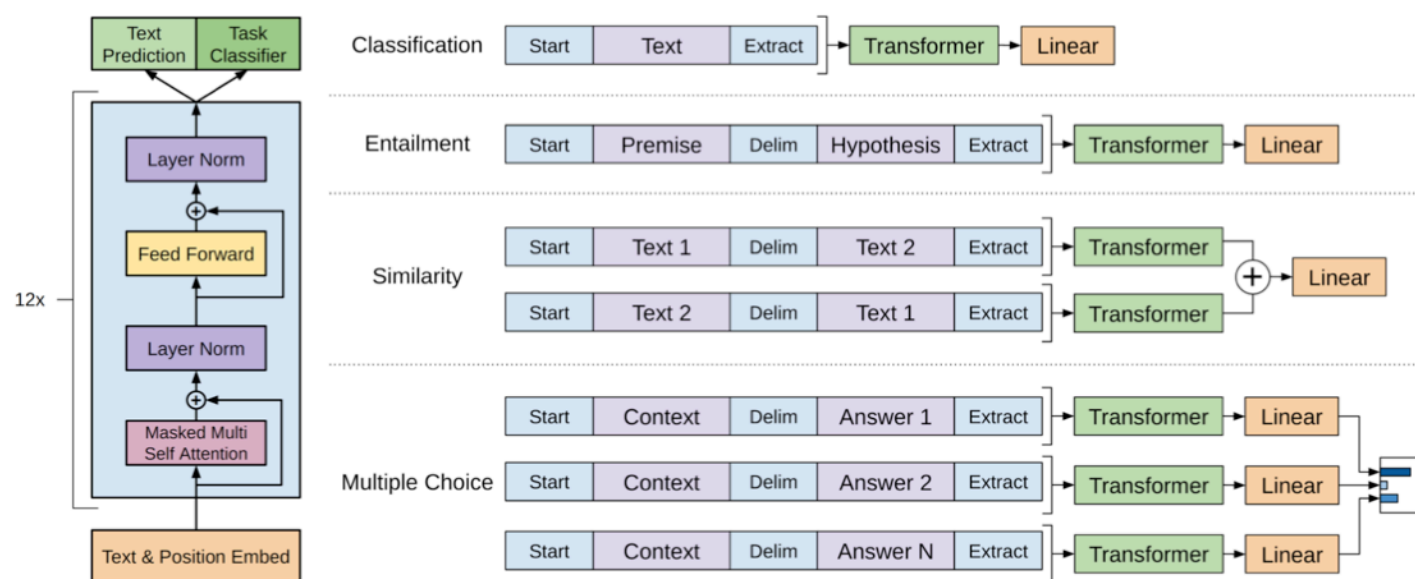 Text
Prediction
Task
Classifier
12x
Layer Norm
+
Feed Forward
Layer Norm
+
Masked Multi
Self Attention
Text & Position Embed
Classification
Start Text Extract Transformer Linear
Entailment
Start Premise Delim Hypothesis Extract Transformer Linear
Similarity
Start Text 1 Delim Text 2 Extract Transformer
+ Linear
Start Text 2 Delim Text 1 Extract Transformer
Multiple Choice
Start Context Delim Answer 1 Extract Transformer Linear
Start Context Delim Answer 2 Extract Transformer Linear
Start Context Delim Answer N Extract Transformer Linear